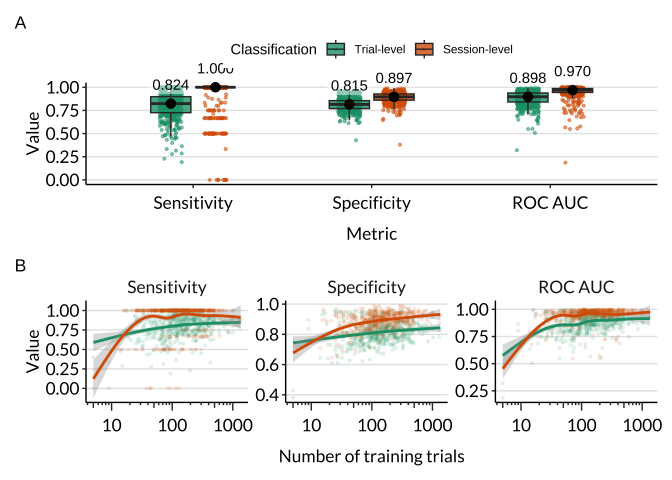 A
Classification Trial-level Session-level
0.824 1.000 0.815 0.897 0.898 0.970
1.00
0.75
0.50
0.25
0.00
Value
Sensitivity Specificity ROC AUC
Metric
B
Sensitivity Specificity ROC AUC
Value
1.00
0.75
0.50
0.25
0.00
1.0
0.8
0.6
0.4
1.00
0.75
0.50
0.25
10 100 1000 10 100 1000 10 100 1000
Number of training trials